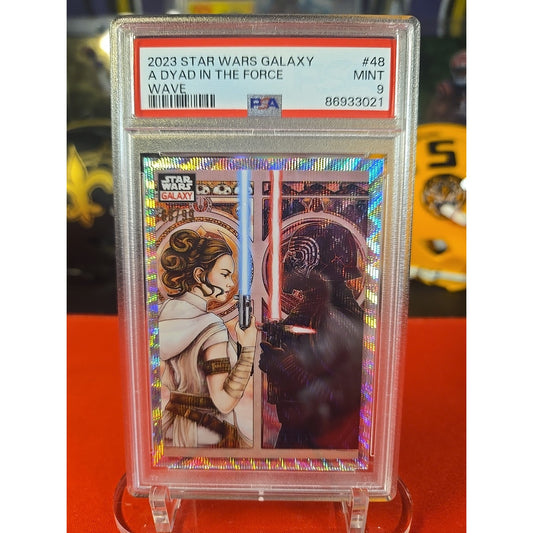 2023 STAR WARS GALAXY #48
A DYAD IN THE FORCE MINT
WAVE 9
PSA 86933021
STAR
WARS
GALAXY
S